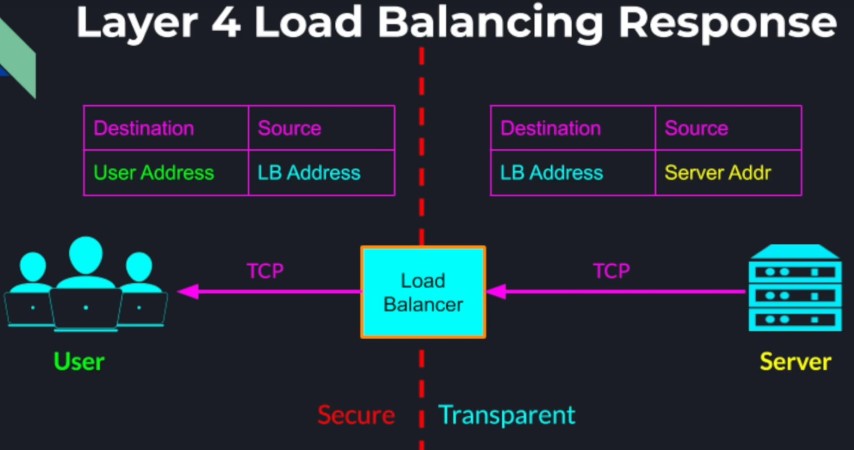 Layer 4 Load Balancing Response
Destination Source
User Address LB Address
Destination Source
LB Address Server Addr
TCP
Load
Balancer
TCP
User
Server
Secure
Transparent